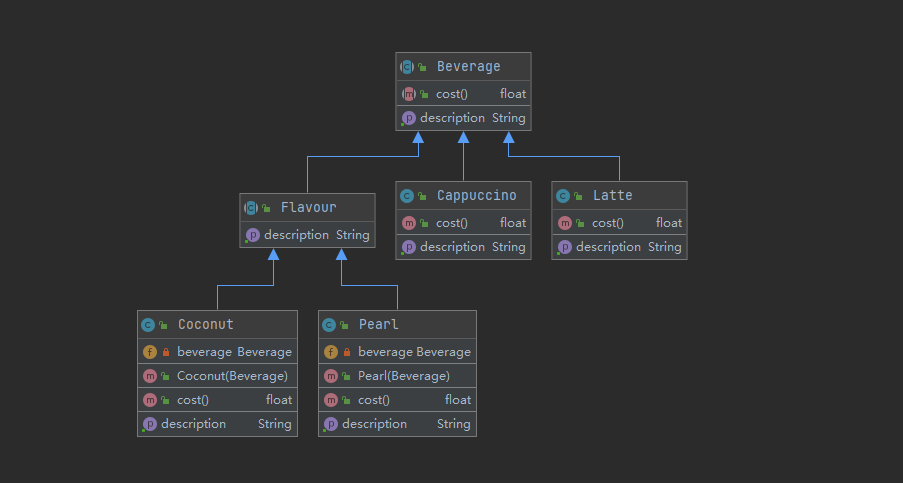 Beverage
cost() float
description String
Flavour
description String
Cappuccino
cost() float
description String
Latte
cost() float
description String
Coconut
beverage Beverage
Coconut(Beverage)
cost() float
description String
Pearl
beverage Beverage
Pearl(Beverage)
cost() float
description String